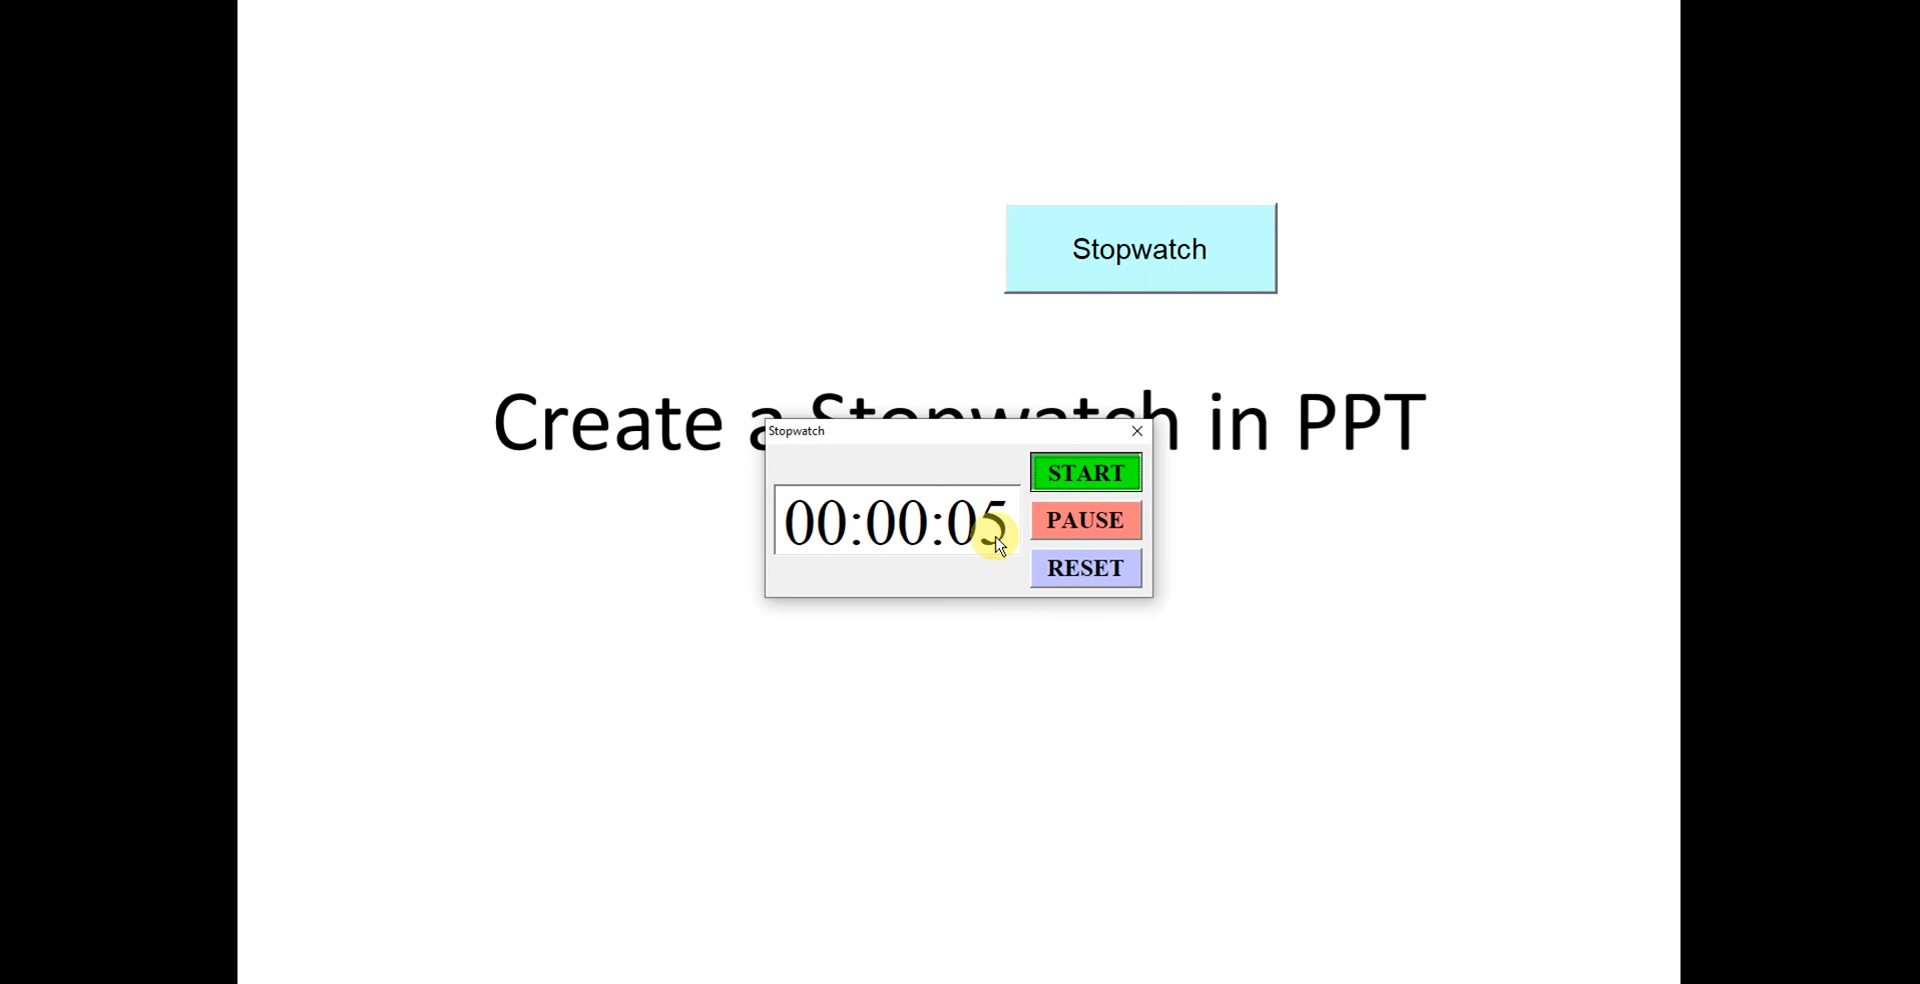 Stopwatch
Create a Stopwatch in PPT
Stopwatch
START
00:00:05
PAUSE
RESET